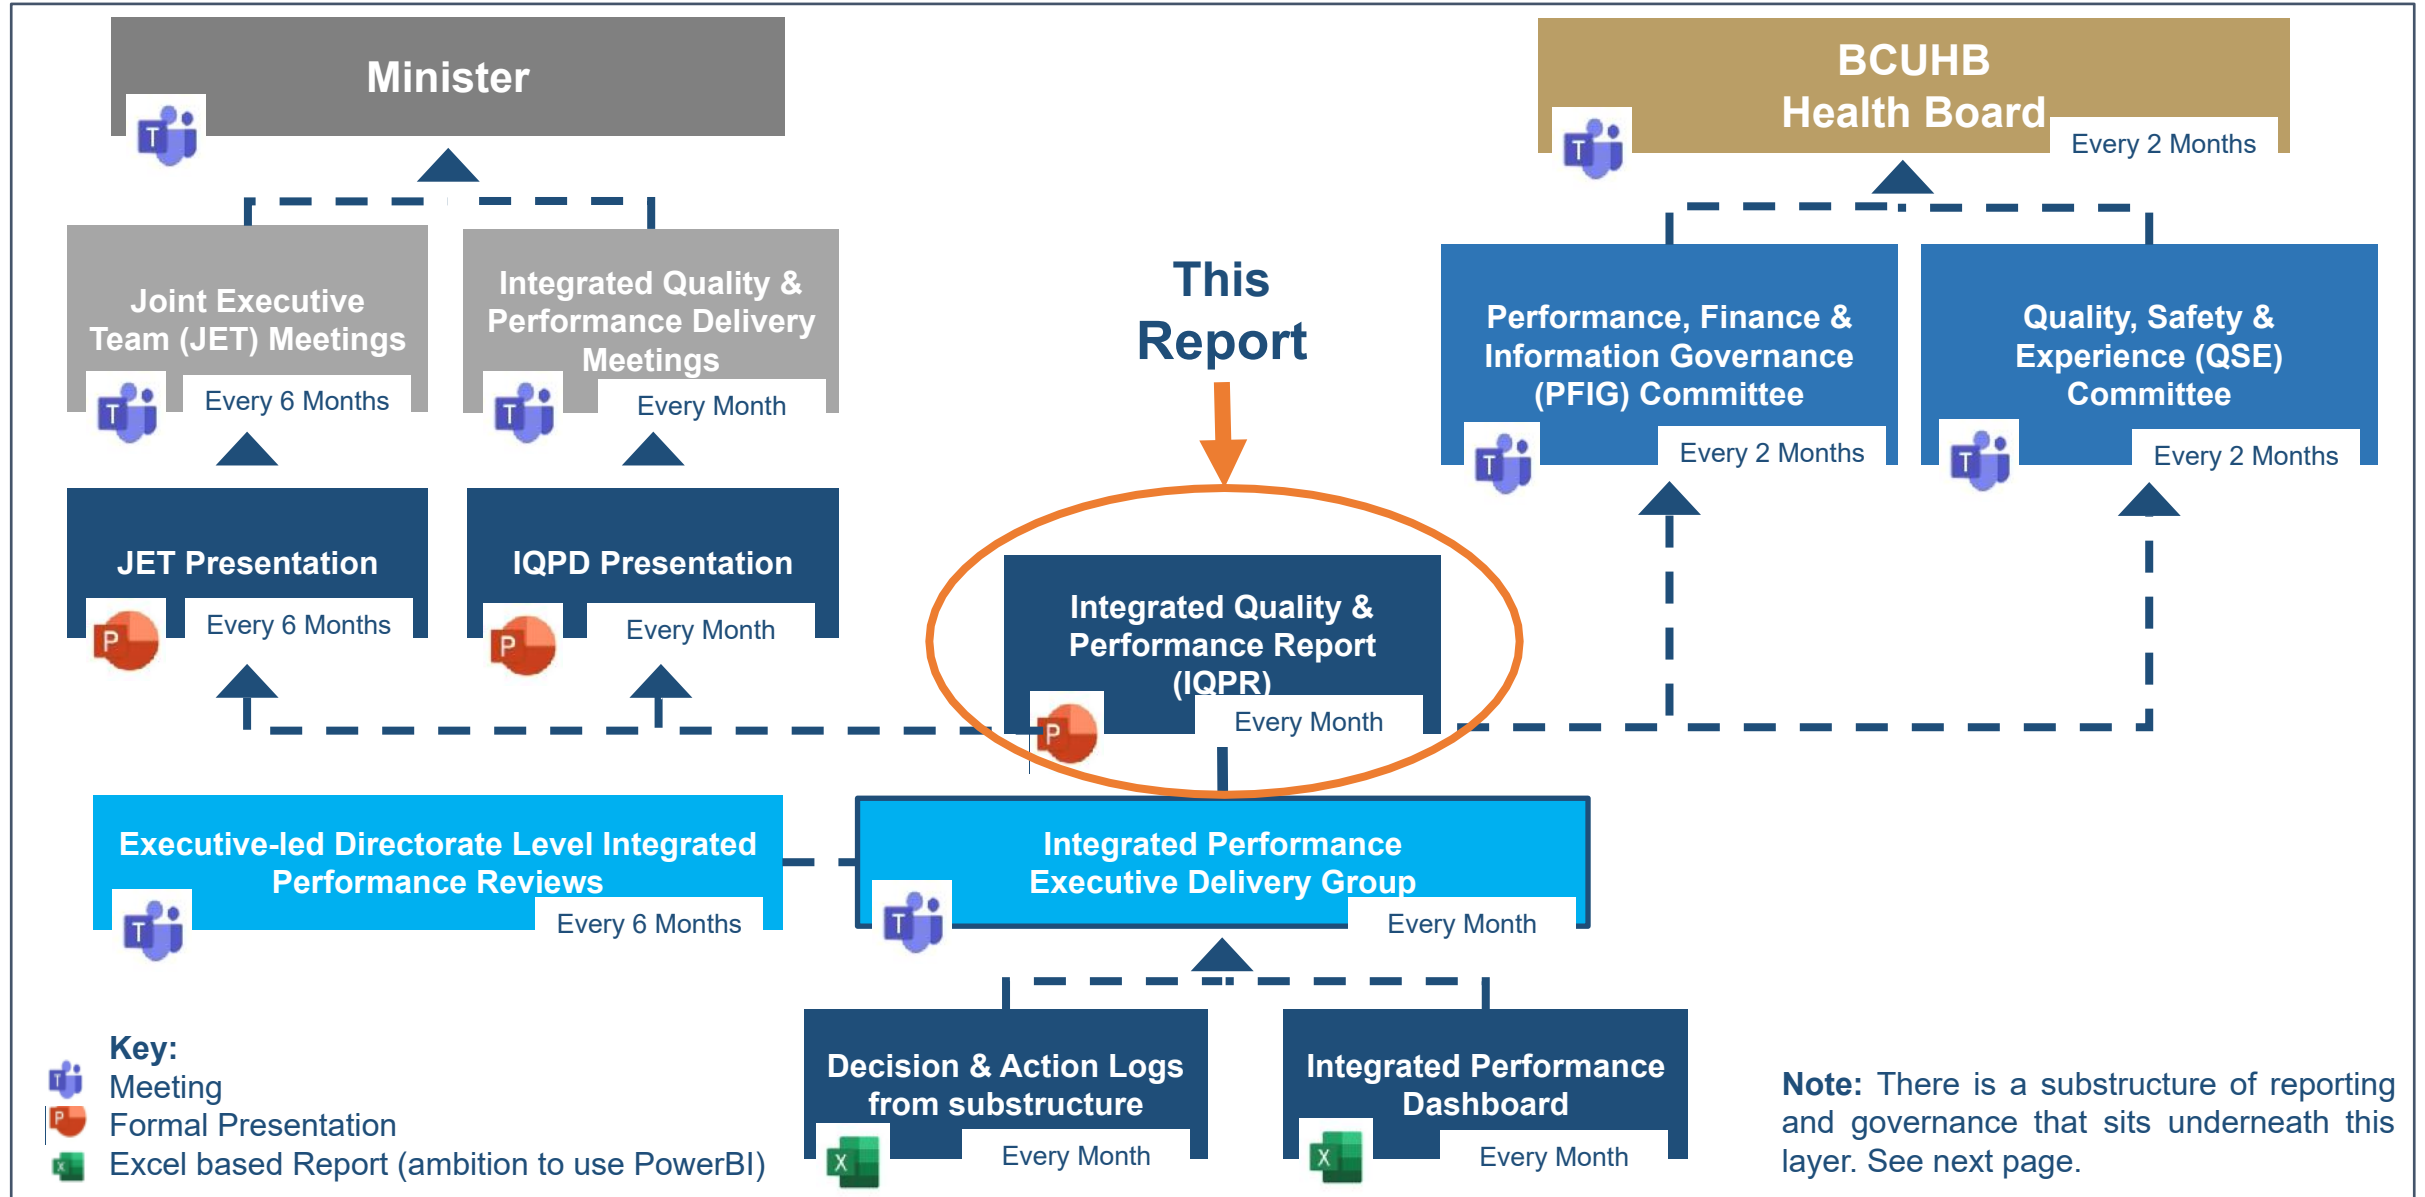 Minister
BCUHB
Health Board
Every 2 Months
Joint Executive
Team (JET) Meetings
Every 6 Months
Integrated Quality &
Performance Delivery
Meetings
Every Month
This
Report
Performance, Finance &
Information Governance
(PFIG) Committee
Every 2 Months
Quality, Safety &
Experience (QSE)
Committee
Every 2 Months
JET Presentation
Every 6 Months
IQPD Presentation
Every Month
Integrated Quality &
Performance Report
(IQPR)
Every Month
Executive-led Directorate Level Integrated
Performance Reviews
Every 6 Months
Integrated Performance
Executive Delivery Group
Every Month
Decision & Action Logs
from substructure
Every Month
Integrated Performance
Dashboard
Every Month
Key:
Meeting
Formal Presentation
Excel based Report (ambition to use PowerBI)
Note: There is a substructure of reporting
and governance that sits underneath this
layer. See next page.